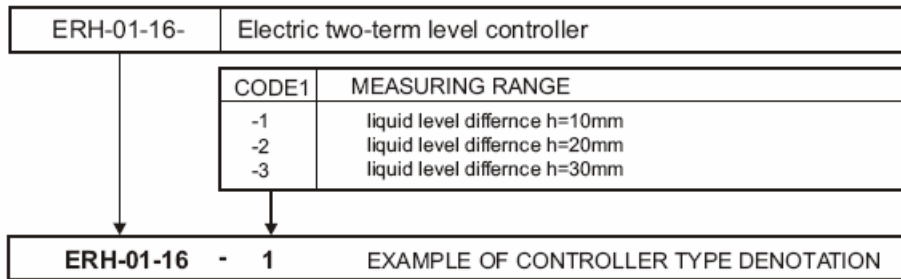 ERH-01-16- Electric two-term level controller
CODE1 MEASURING RANGE
-1 liquid level differnce h=10mm
-2 liquid level differnce h=20mm
-3 liquid level differnce h=30mm
ERH-01-16 - 1 EXAMPLE OF CONTROLLER TYPE DENOTATION